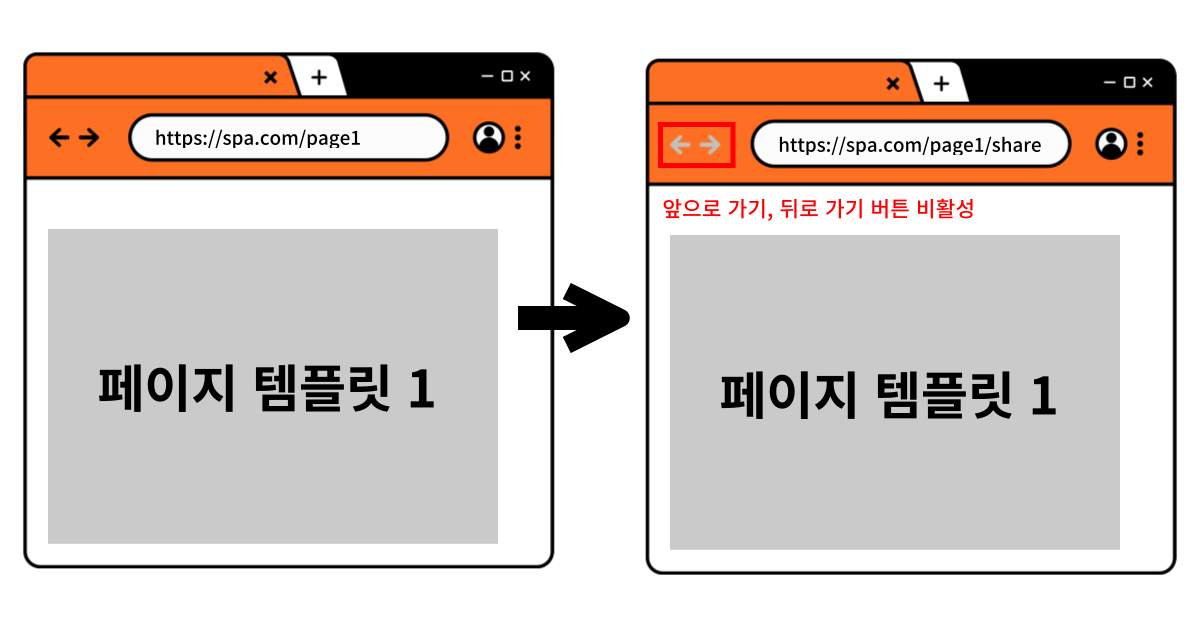 https://spa.com/page1
페이지 템플릿 1
https://spa.com/page1/share
앞으로 가기, 뒤로 가기 버튼 비활성
페이지 템플릿 1